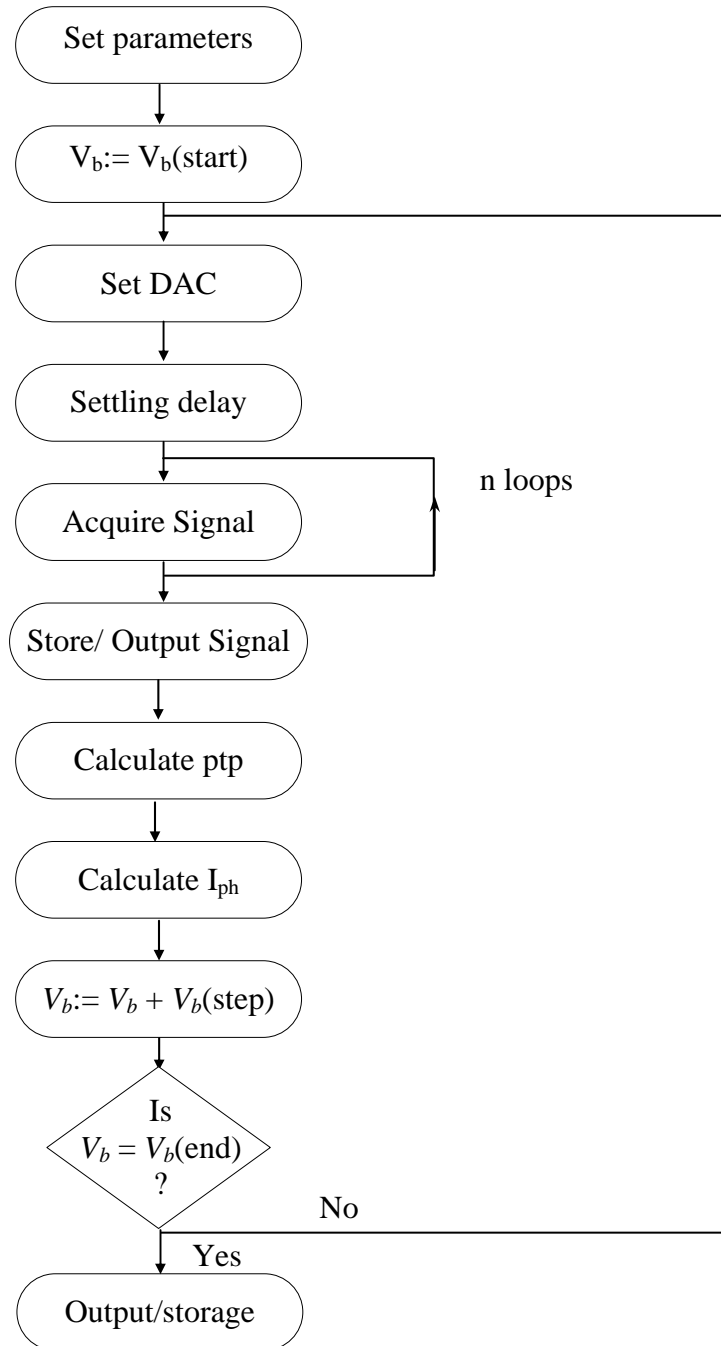 Set parameters
V_b:= V_b(start)
Set DAC
Settling delay
n loops
Acquire Signal
Store/ Output Signal
Calculate ptp
Calculate I_ph
V_b:= V_b + V_b(step)
Is
V_b = V_b(end)
?
No
Yes
Output/storage